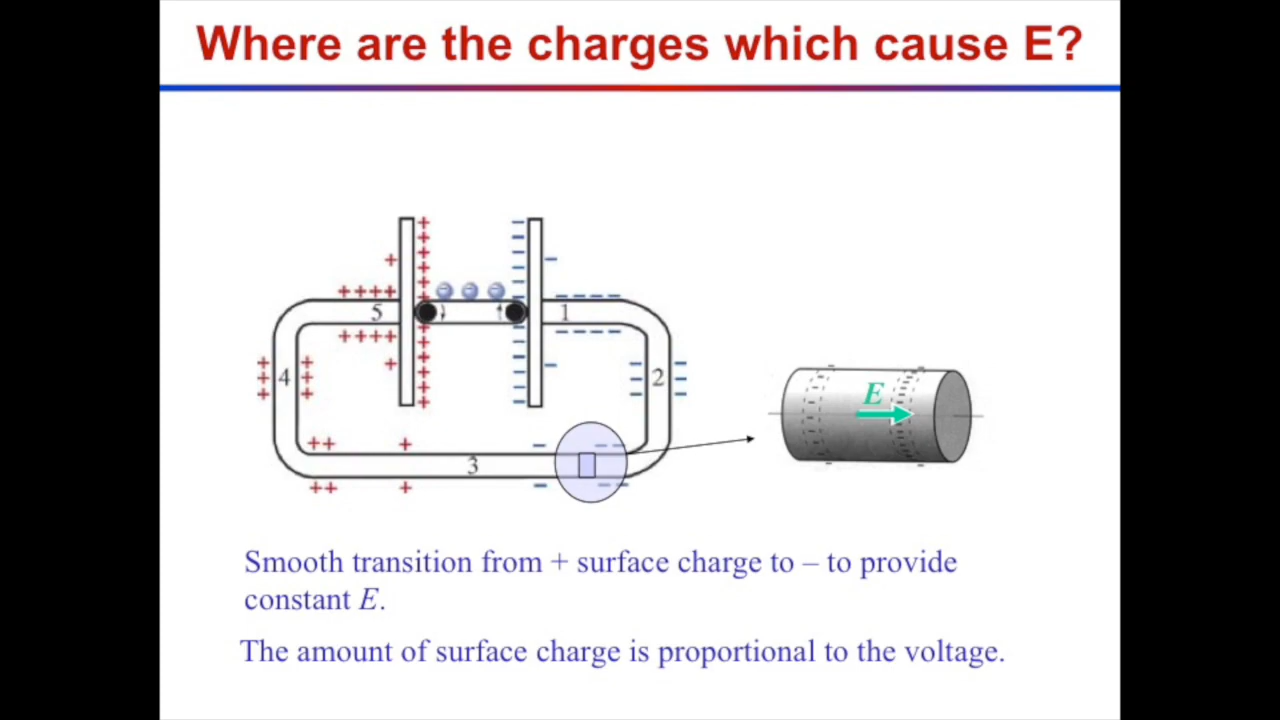 Where are the charges which cause E?
5
1
4
2
E
3
Smooth transition from + surface charge to – to provide
constant E.
The amount of surface charge is proportional to the voltage.